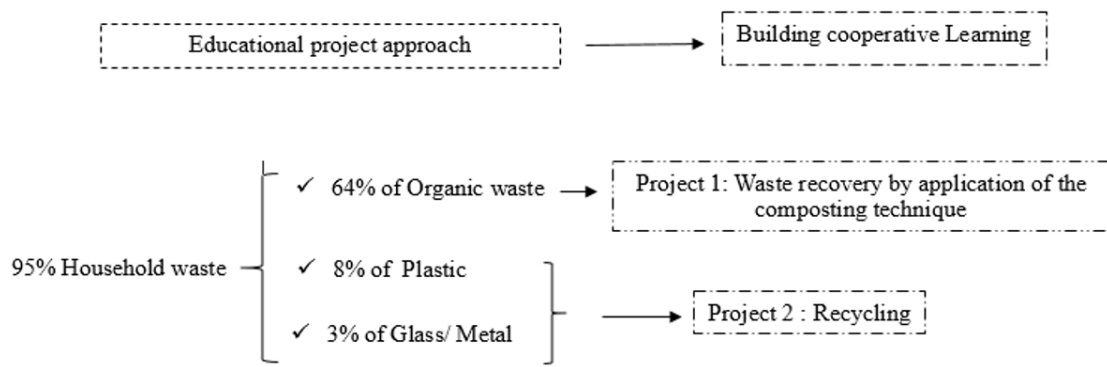 Educational project approach
Building cooperative Learning
✓ 64% of Organic waste
Project 1: Waste recovery by application of the
composting technique
95% Household waste
✓ 8% of Plastic
✓ 3% of Glass/ Metal
Project 2 : Recycling